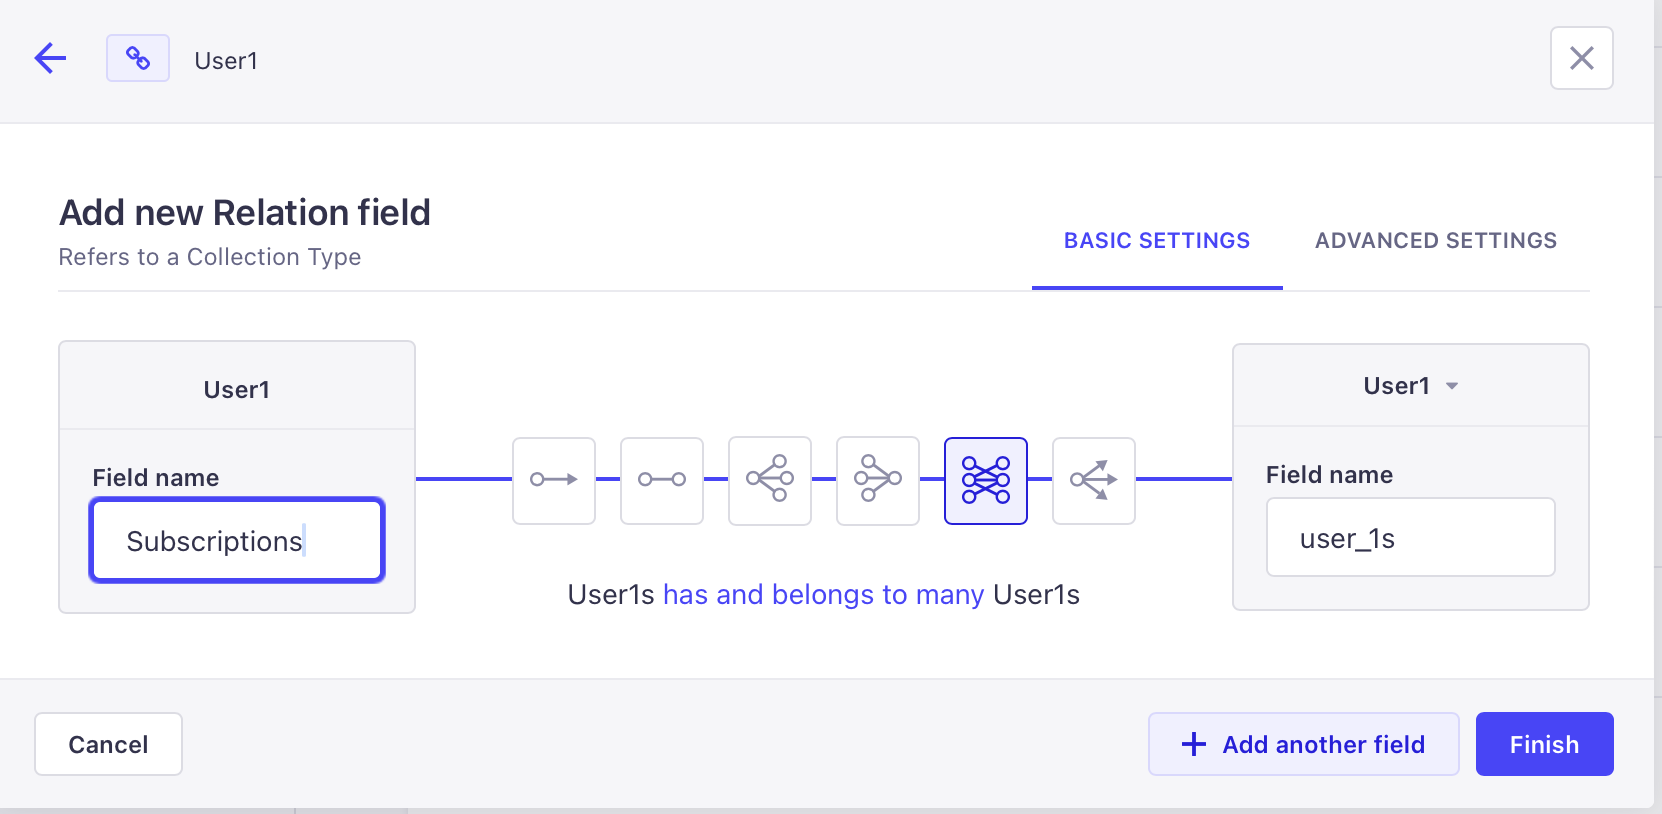 User1
Add new Relation field
Refers to a Collection Type
BASIC SETTINGS
ADVANCED SETTINGS
User1
Field name
Subscriptions
User1s has and belongs to many User1s
User1
Field name
user_1s
Cancel
Add another field
Finish